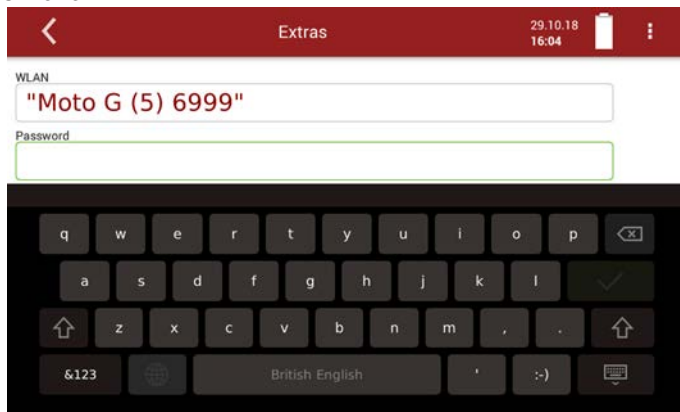 Extras
29.10.18
16:04
WLAN
"Moto G (5) 6999"
Password
q w e r t y u i o p
a s d f g h j k l
z x c v b n m , .
&123 British English ' :-)